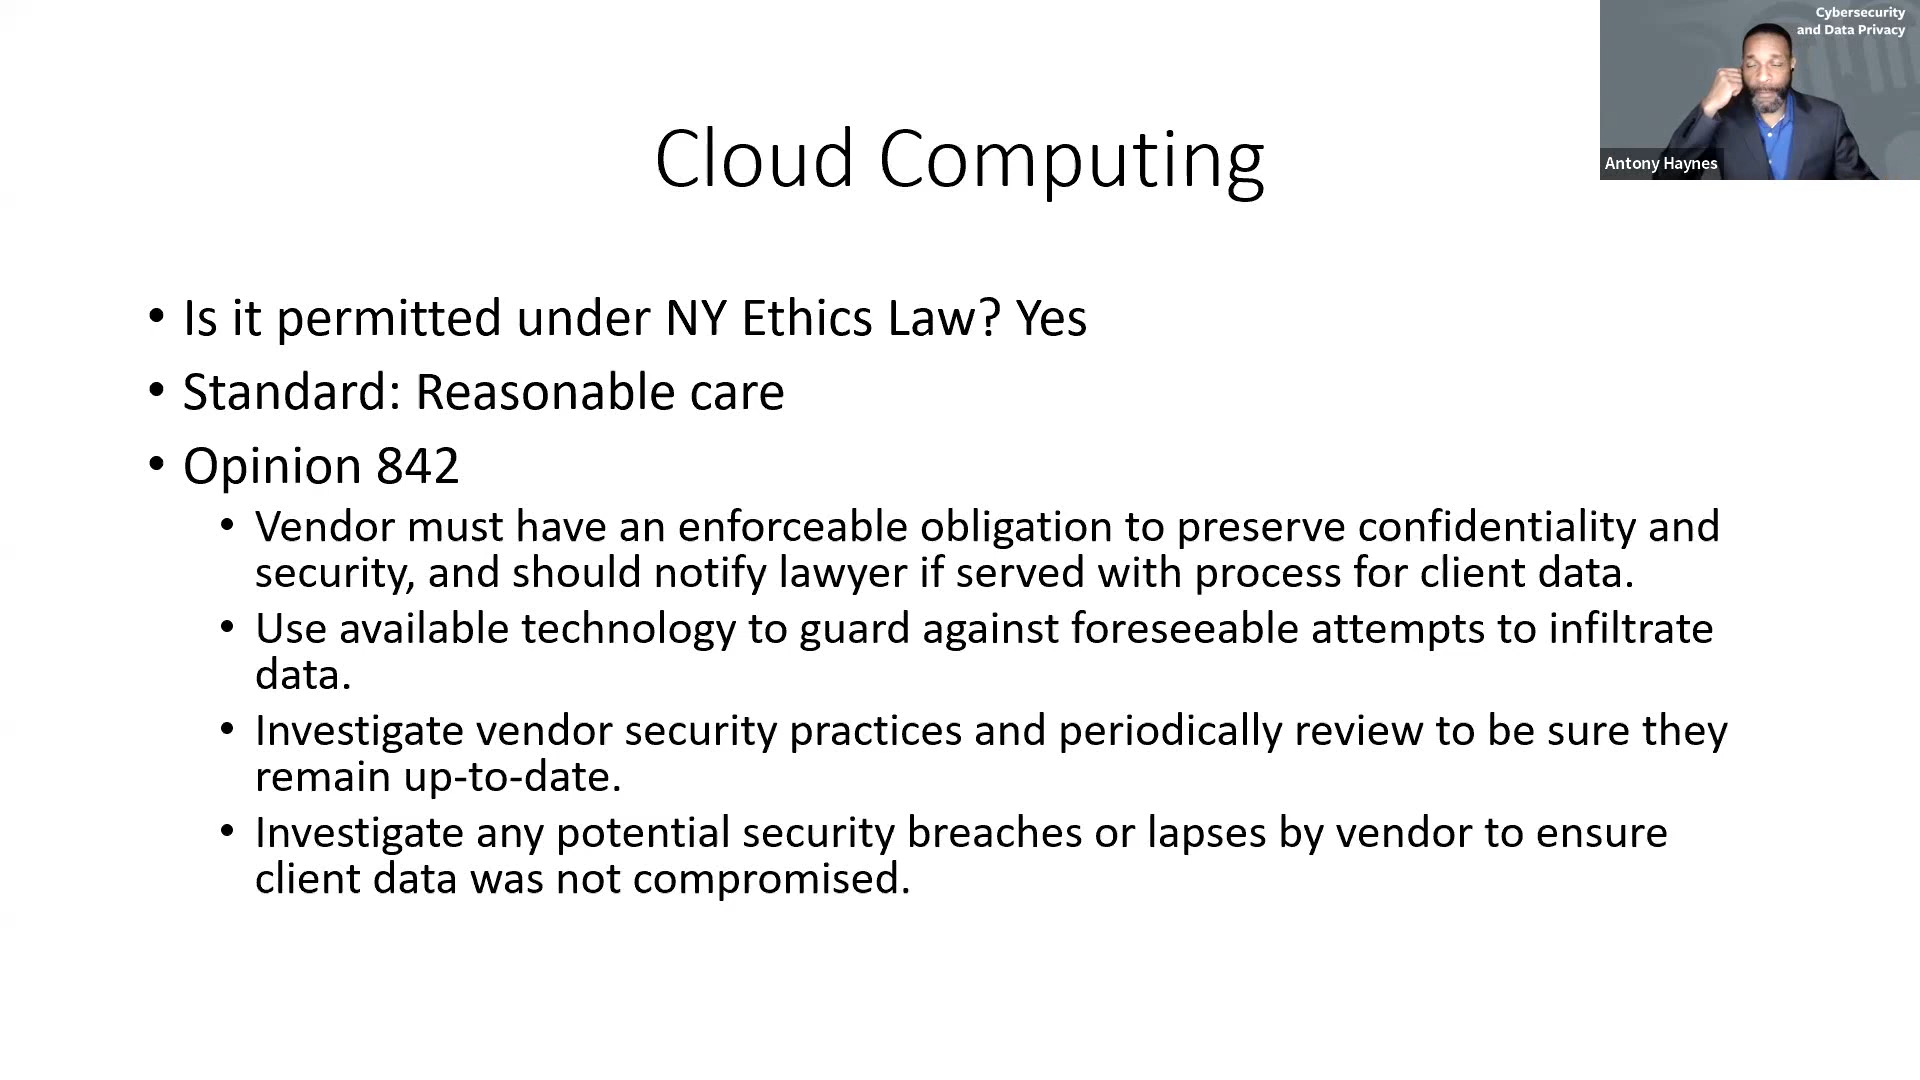 Cybersecurity
and Data Privacy
Antony Haynes
Cloud Computing
• Is it permitted under NY Ethics Law? Yes
• Standard: Reasonable care
• Opinion 842
• Vendor must have an enforceable obligation to preserve confidentiality and
security, and should notify lawyer if served with process for client data.
• Use available technology to guard against foreseeable attempts to infiltrate
data.
• Investigate vendor security practices and periodically review to be sure they
remain up-to-date.
• Investigate any potential security breaches or lapses by vendor to ensure
client data was not compromised.